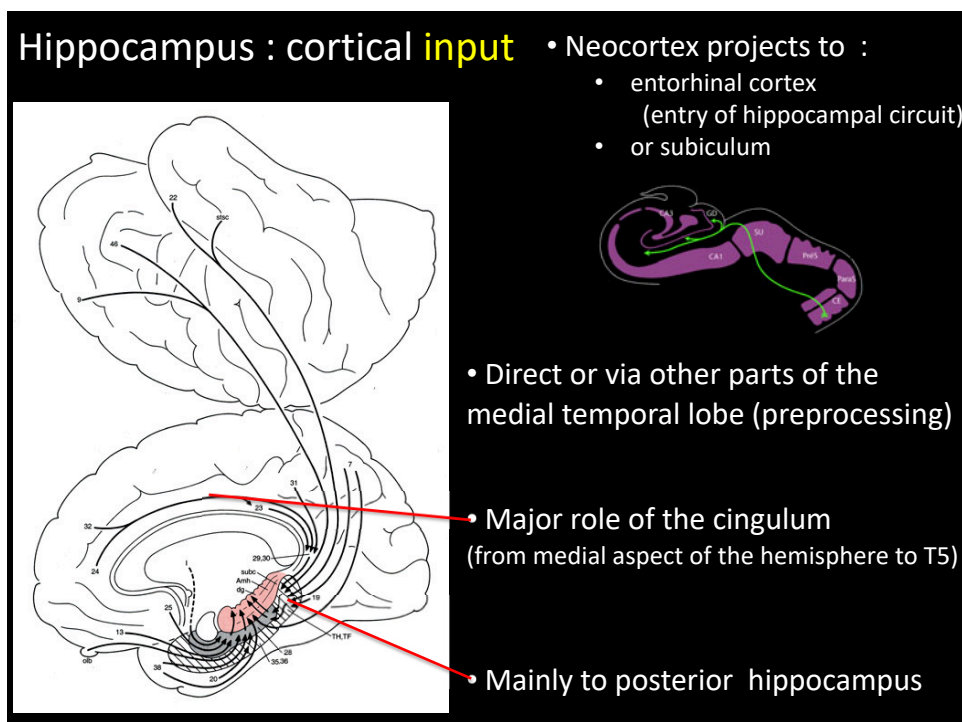 Hippocampus : cortical input
• Neocortex projects to :
• entorhinal cortex
(entry of hippocampal circuit)
• or subiculum
CA3
GD
SU
CA1
PréS
ParaS
CE
• Direct or via other parts of the
medial temporal lobe (preprocessing)
• Major role of the cingulum
(from medial aspect of the hemisphere to T5)
• Mainly to posterior hippocampus
22
stsc
46
9
7
31
23
32
29,30
24
I
subc
Amh
dg
25
19
13
TH,TF
olb
28
38
35,36
20